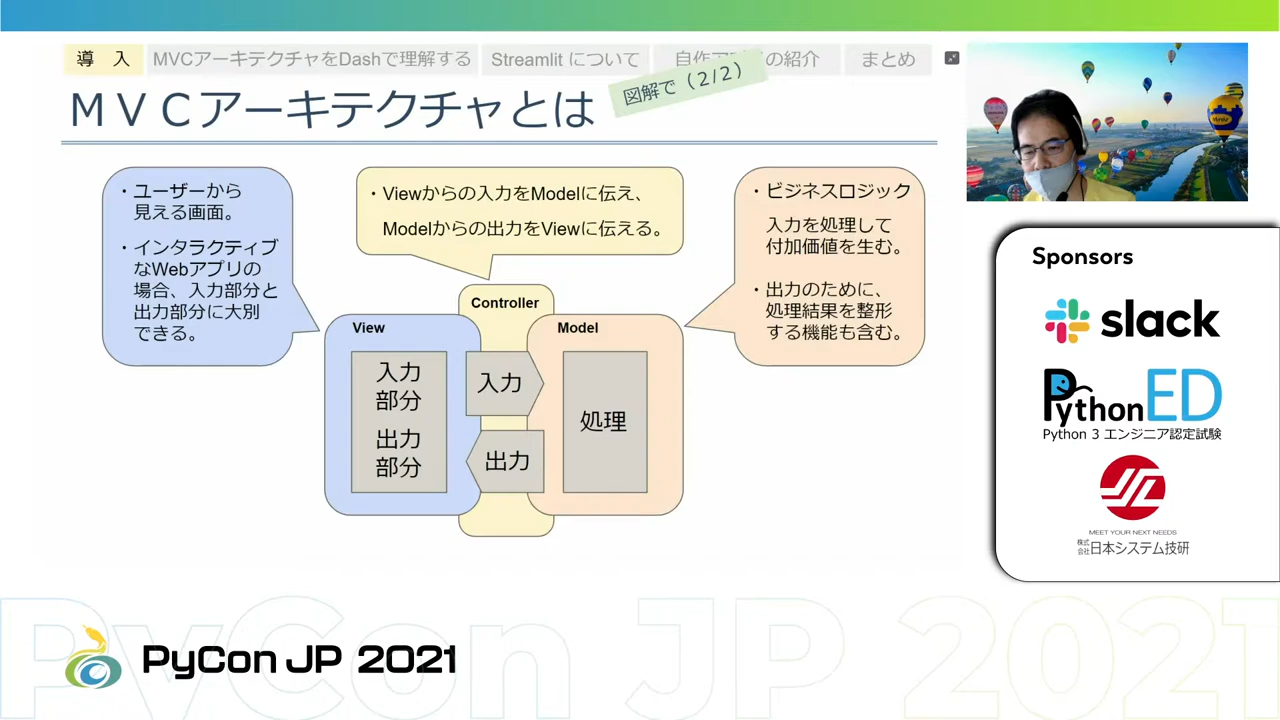 導 入
MVCアーキテクチャをDashで理解する
Streamlit について
の紹介
まとめ
図解で（2/2）
ＭＶＣアーキテクチャとは
・ユーザーから
見える画面。
・インタラクティブ
なWebアプリの
場合、入力部分と
出力部分に大別
できる。
・Viewからの入力をModelに伝え、
Modelからの出力をViewに伝える。
・ビジネスロジック
入力を処理して
付加価値を生む。
・出力のために、
処理結果を整形
する機能も含む。
Controller
View
Model
入力
部分
出力
部分
入力
出力
処理
Sponsors
slack
PythonED
Python 3 エンジニア認定試験
MEET YOUR NEXT NEEDS
株式会社日本システム技研
PyCon JP 2021
PyCon JP 2021